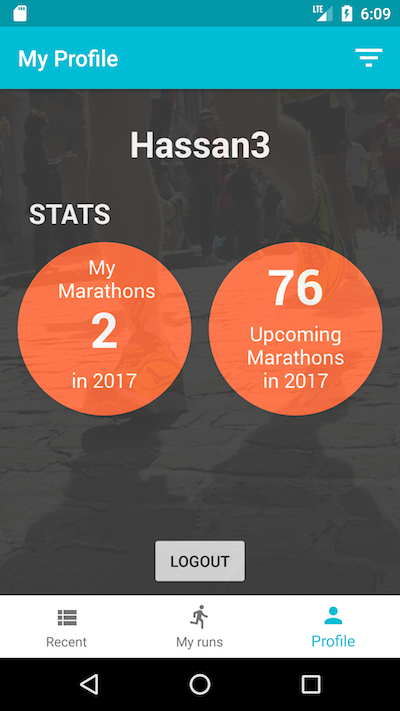 LTE 6:09
My Profile
Hassan3
STATS
My
Marathons
2
in 2017
76
Upcoming
Marathons
in 2017
LOGOUT
Recent
My runs
Profile